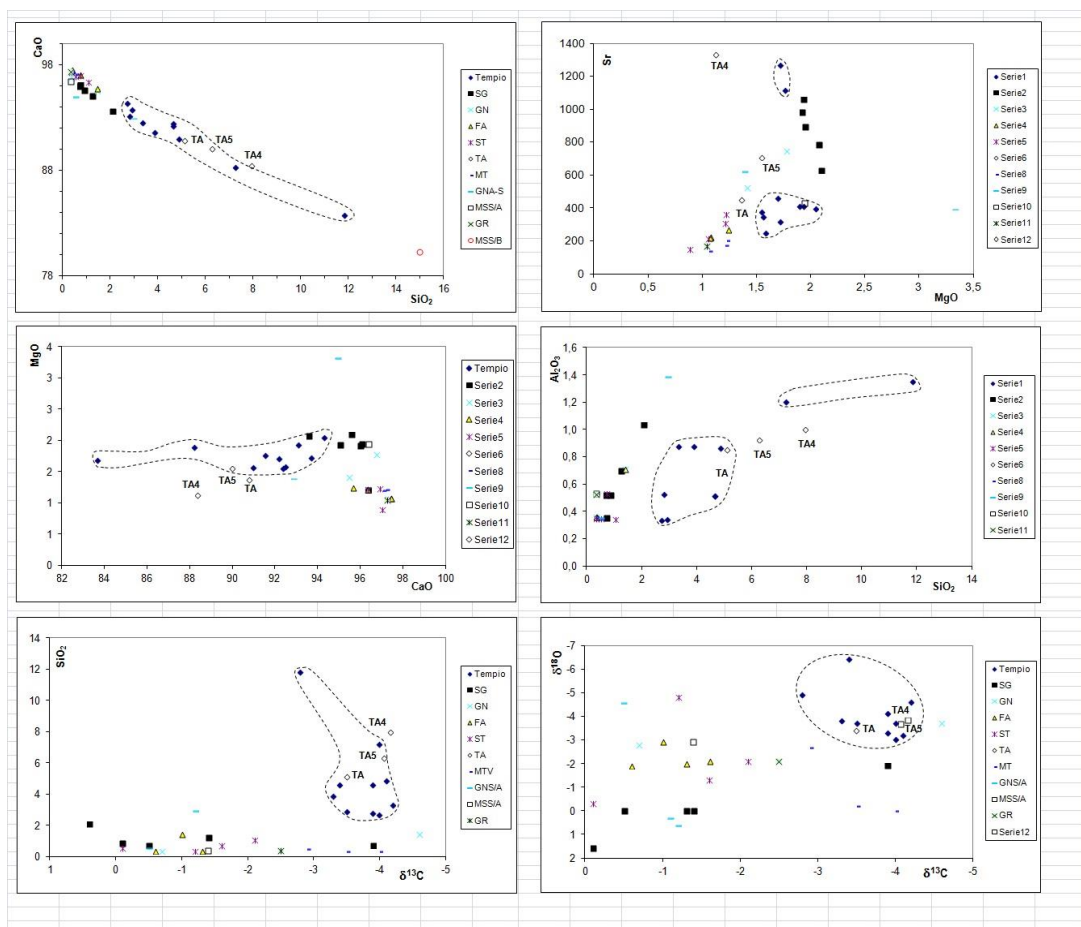 CaO
98
88
78
0 2 4 6 8 10 12 14 16
SiO₂
TA
TA5
TA4
Tempio
SG
GN
FA
ST
TA
MT
GNA-S
MSS/A
GR
MSS/B
Sr
1400
1200
1000
800
600
400
200
0
0 0,5 1 1,5 2 2,5 3 3,5
MgO
TA4
TA5
TA
Serie1
Serie2
Serie3
Serie4
Serie5
Serie6
Serie8
Serie9
Serie10
Serie11
Serie12
MgO
4
3
3
2
2
1
1
0
82 84 86 88 90 92 94 96 98 100
CaO
TA4
TA5
TA
Tempio
Serie2
Serie3
Serie4
Serie5
Serie6
Serie8
Serie9
Serie10
Serie11
Serie12
Al₂O₃
1,6
1,4
1,2
1,0
0,8
0,6
0,4
0,2
0,0
0 2 4 6 8 10 12 14
SiO₂
TA
TA5
TA4
Serie1
Serie2
Serie3
Serie4
Serie5
Serie6
Serie8
Serie9
Serie10
Serie11
SiO₂
14
12
10
8
6
4
2
0
1 0 -1 -2 -3 -4 -5
δ¹³C
TA4
TA5
TA
Tempio
SG
GN
FA
ST
TA
MTV
GNS/A
MSS/A
GR
δ¹⁸O
-7
-6
-5
-4
-3
-2
-1
0
1
2
0 -1 -2 -3 -4 -5
δ¹³C
TA4
TA
TA5
Tempio
SG
GN
FA
ST
TA
MT
GNS/A
MSS/A
GR
Serie12